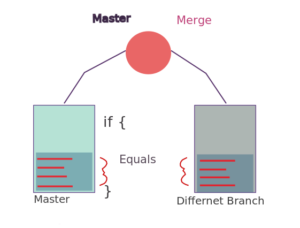 Master
Merge
if {
Equals
}
Master
Differnet Branch